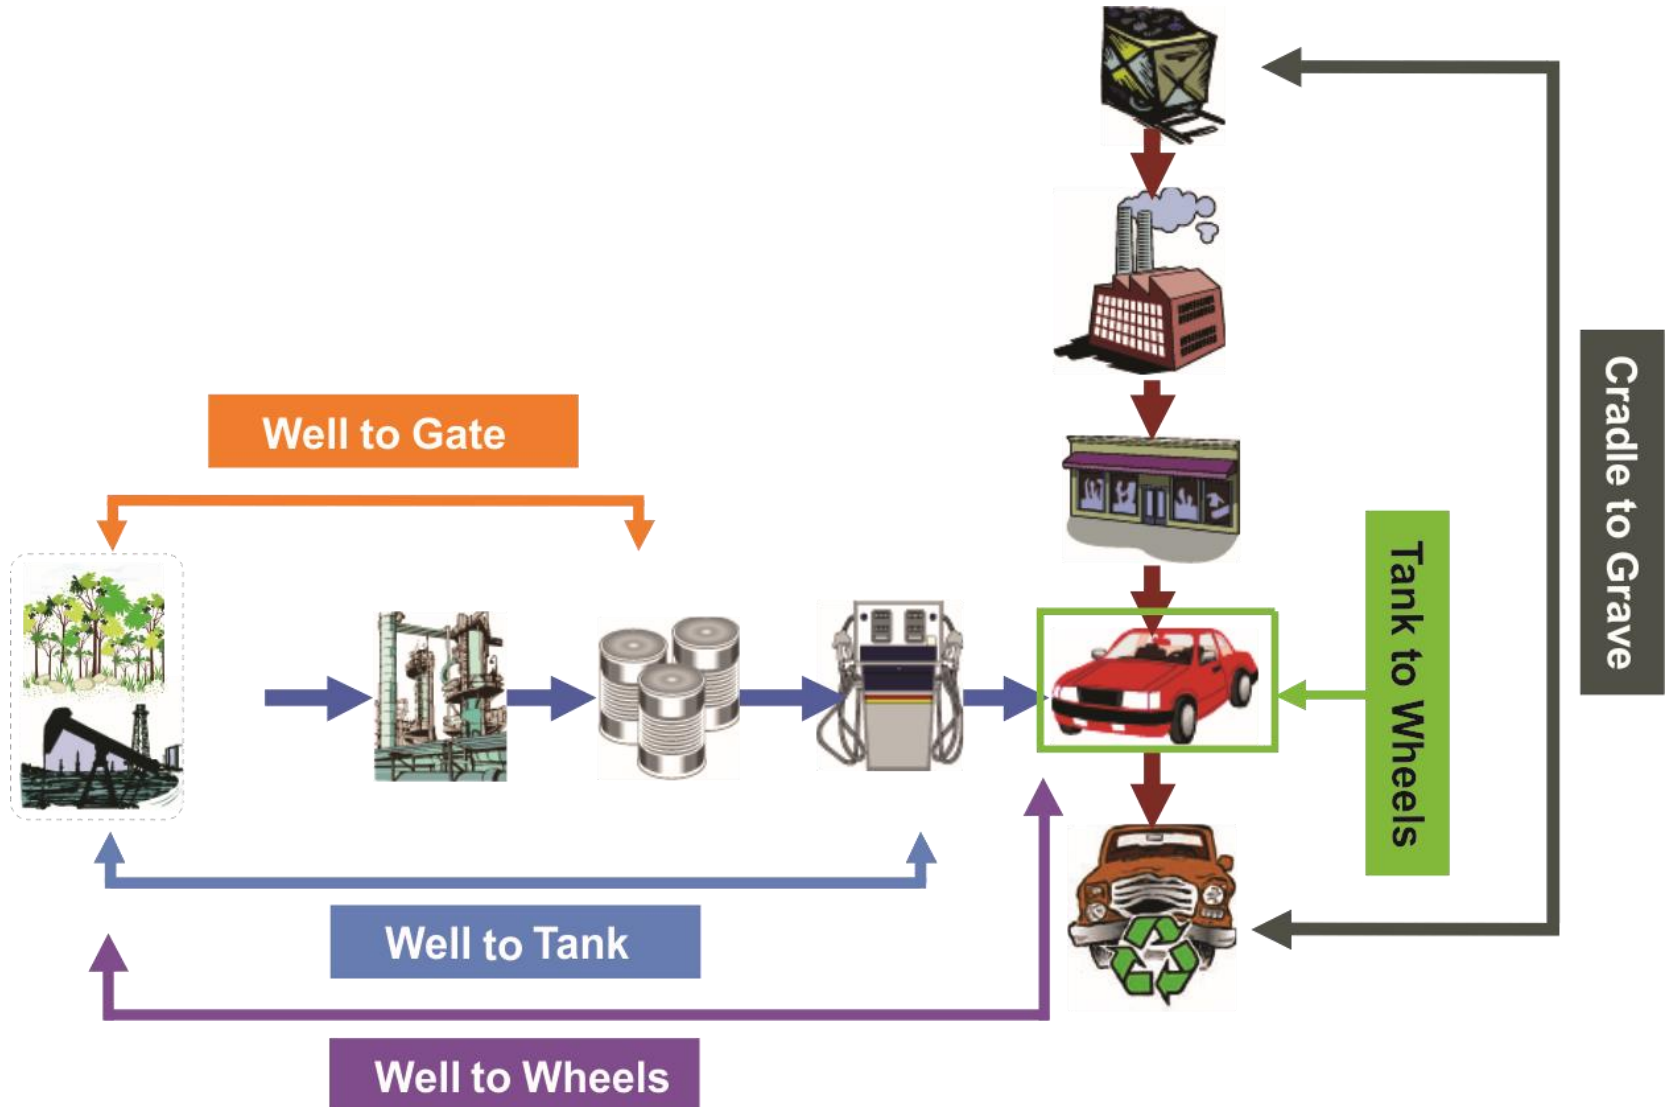 Well to Gate
Cradle to Grave
Tank to Wheels
Well to Tank
Well to Wheels